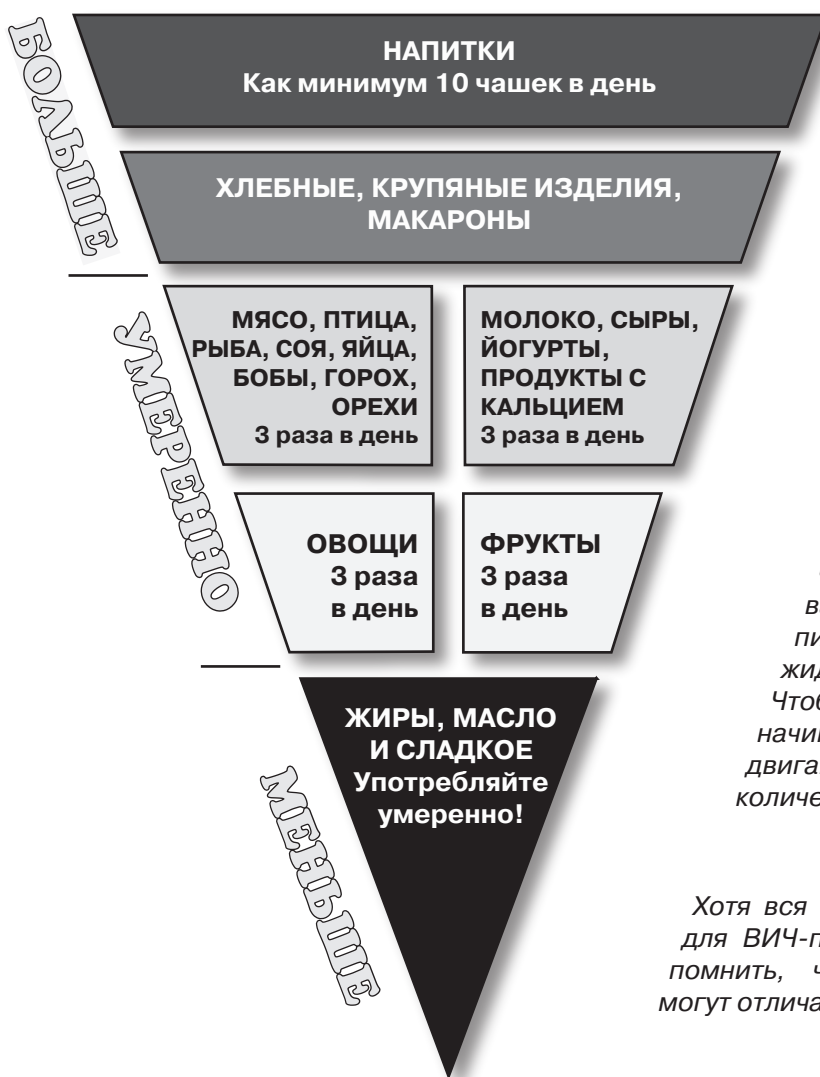 БОЛЬШЕ
НАПИТКИ
Как минимум 10 чашек в день
ХЛЕБНЫЕ, КРУПЯНЫЕ ИЗДЕЛИЯ,
МАКАРОНЫ
УМЕРЕННО
МЯСО, ПТИЦА,
РЫБА, СОЯ, ЯЙЦА,
БОБЫ, ГОРОХ,
ОРЕХИ
3 раза в день
МОЛОКО, СЫРЫ,
ЙОГУРТЫ,
ПРОДУКТЫ С
КАЛЬЦИЕМ
3 раза в день
ОВОЩИ
3 раза
в день
ФРУКТЫ
3 раза
в день
МЕНЬШЕ
ЖИРЫ, МАСЛО
И СЛАДКОЕ
Употребляйте
умеренно!
Хотя вся
для ВИЧ-п
помнить, ч
могут отлича